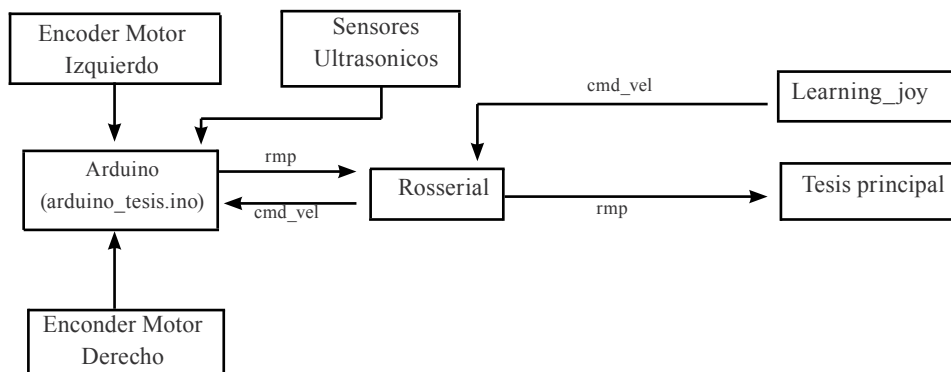 Encoder Motor
Izquierdo
Sensores
Ultrasonicos
cmd_vel
Learning_joy
Arduino
(arduino_tesis.ino)
rmp
cmd_vel
Rosserial
rmp
Tesis principal
Enconder Motor
Derecho